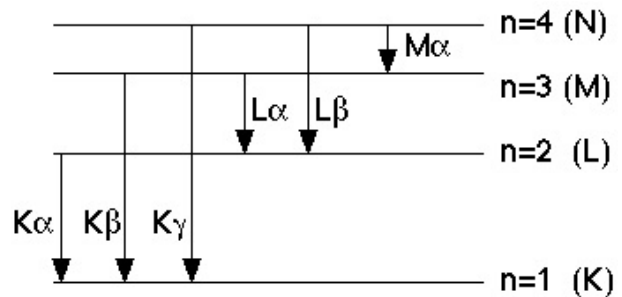 n=4 (N)
Mα
n=3 (M)
Lα Lβ
n=2 (L)
Kα Kβ Kγ
n=1 (K)